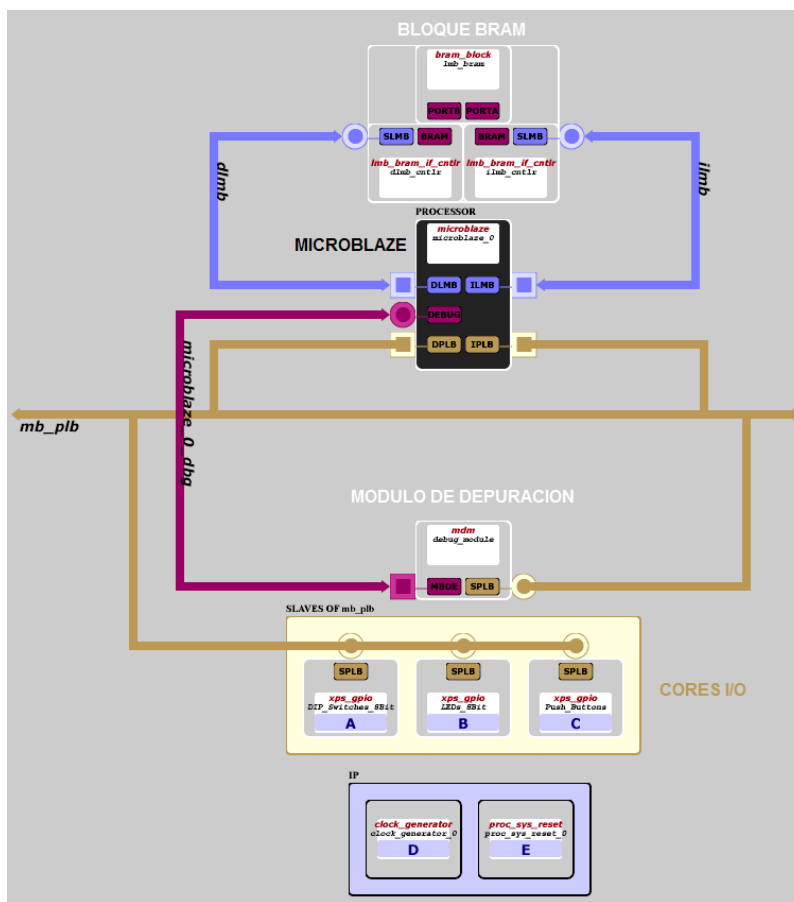 BLOQUE BRAM
bram_block
lmb_bram
PORTB PORTA
SLMB BRAM BRAM SLMB
lmb_bram_if_cntlr lmb_bram_if_cntlr
dlmb_cntlr ilmb_cntlr
dlmb
ilmb
PROCESSOR
MICROBLAZE
microblaze
microblaze_0
DLMB ILMB
DEBUG
DPLB IPLB
mb_plb
microblaze_0_dbg
MODULO DE DEPURACION
mdm
debug_module
MBDE SPLB
SLAVES OF mb_plb
SPLB SPLB SPLB
CORES I/O
xps_gpio xps_gpio xps_gpio
DIP_Switches_8Bit LEDs_8Bit Push_Buttons
A B C
IP
clock_generator proc_sys_reset
clock_generator_0 proc_sys_reset_0
D E